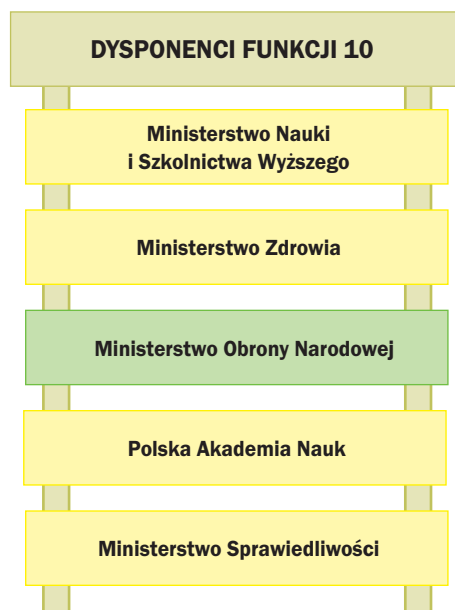 DYSPONENCI FUNKCJI 10
Ministerstwo Nauki
i Szkolnictwa Wyższego
Ministerstwo Zdrowia
Ministerstwo Obrony Narodowej
Polska Akademia Nauk
Ministerstwo Sprawiedliwości